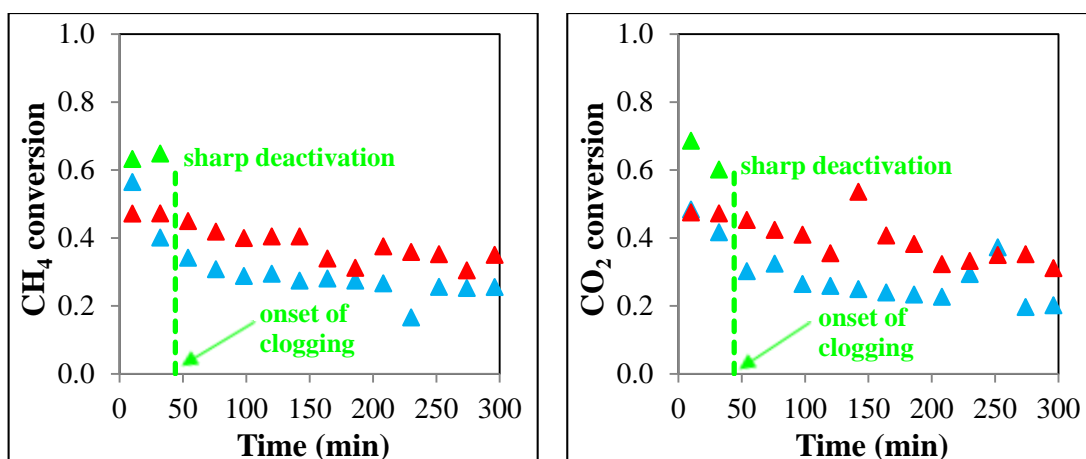 CH4 conversion
1.0
0.8
0.6
0.4
0.2
0.0
sharp deactivation
onset of
clogging
0 50 100 150 200 250 300
Time (min)
CO2 conversion
1.0
0.8
0.6
0.4
0.2
0.0
sharp deactivation
onset of
clogging
0 50 100 150 200 250 300
Time (min)